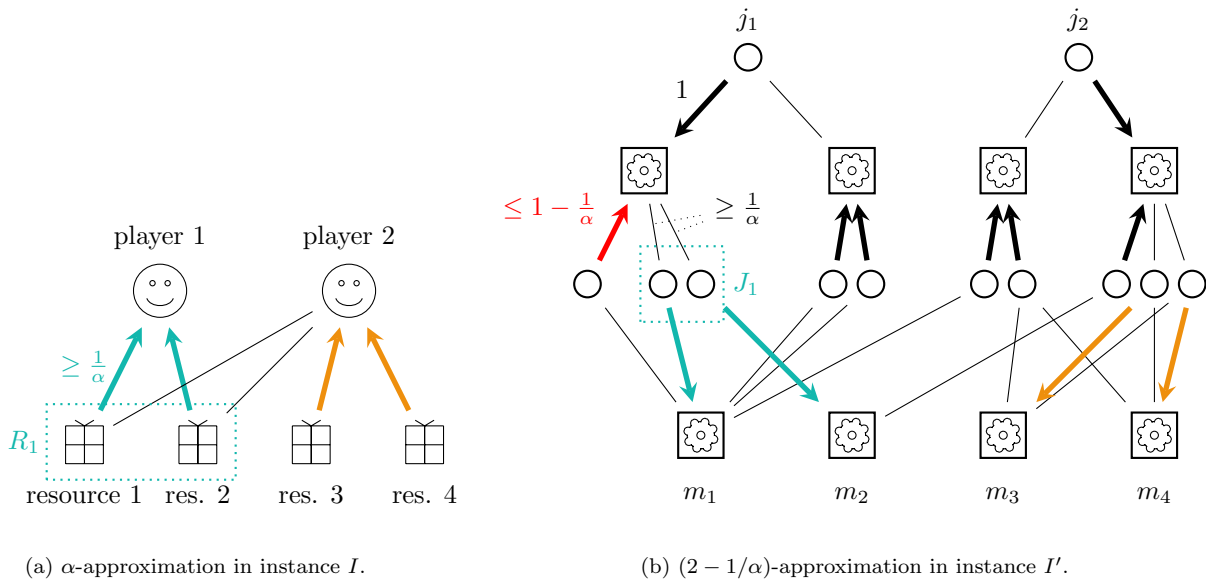 j₁ j₂
1
≤ 1 − 1/α ≥ 1/α
player 1 player 2
J₁
≥ 1/α
R₁
resource 1 res. 2 res. 3 res. 4
m₁ m₂ m₃ m₄
(a) α-approximation in instance I.
(b) (2 − 1/α)-approximation in instance I′.